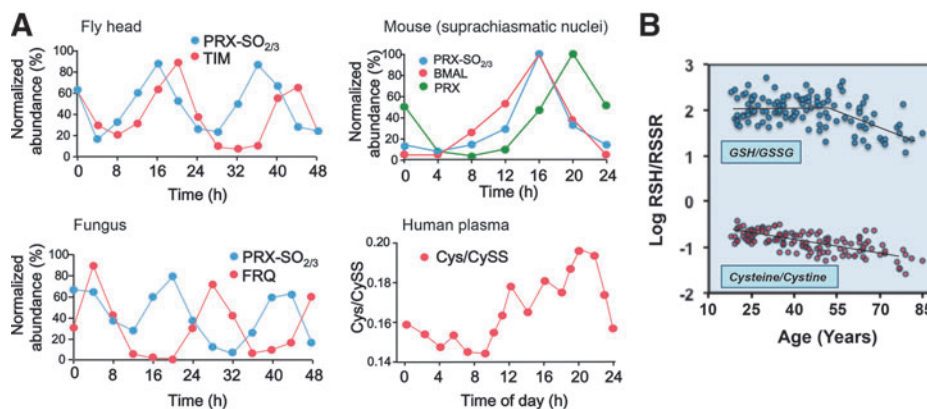 A
Fly head
PRX-SO2/3
TIM
Normalized
abundance (%)
100
80
60
40
20
0
0 8 16 24 32 40 48
Time (h)
Mouse (suprachiasmatic nuclei)
PRX-SO2/3
BMAL
PRX
Normalized
abundance (%)
100
80
60
40
20
0
0 4 8 12 16 20 24
Time (h)
Fungus
PRX-SO2/3
FRQ
Normalized
abundance (%)
100
80
60
40
20
0
0 8 16 24 32 40 48
Time (h)
Human plasma
Cys/CySS
Cys/CySS
0.20
0.18
0.16
0.14
0 4 8 12 16 20 24
Time of day (h)
B
Log RSH/RSSR
3
2
1
0
-1
-2
GSH/GSSG
Cysteine/Cystine
10 25 40 55 70 85
Age (Years)